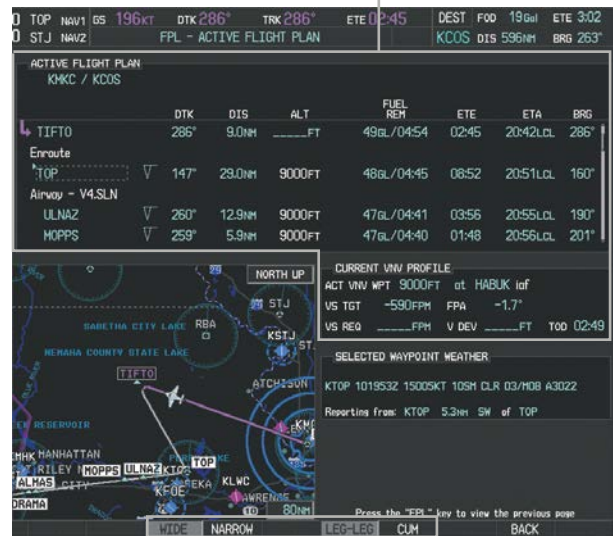 TOP NAV1 GS 196KT DTK 286° TRK 286° ETE 02:45 DEST FOD 19Gal ETE 3:02
STJ NAV2 FPL - ACTIVE FLIGHT PLAN KCOS DIS 596NM BRG 263°
ACTIVE FLIGHT PLAN
KMKC / KCOS
DTK DIS ALT FUEL REM ETE ETA BRG
TIFTO 286° 9.0NM _____FT 49GL/04:54 02:45 20:42LCL 286°
Enroute
TOP 147° 29.0NM 9000FT 48GL/04:45 08:52 20:51LCL 160°
Airway - V4.SLN
ULNAZ 260° 12.9NM 9000FT 47GL/04:41 03:56 20:55LCL 190°
MOPPS 259° 5.9NM 9000FT 47GL/04:40 01:48 20:56LCL 201°
NORTH UP
STJ
SABETHA CITY LAKE RBA
KSTJ
NEMAHA COUNTY STATE LAKE
TIFTO
ATCHISON
RESERVOIR
MANHATTAN
RILEY MOPPS ULNAZ TOP
ALMAS CITY KFOE KLWC
DRAMA
80NM
CURRENT VNV PROFILE
ACT VNV WPT 9000FT at HABUK iaf
VS TGT -590FPM FPA -1.7°
VS REQ _____FPM V DEV _____FT TOD 02:49
SELECTED WAYPOINT WEATHER
KTOP 101953Z 15005KT 10SM CLR 03/M08 A3022
Reporting from: KTOP 5.3NM SW of TOP
Press the "FPL" key to view the previous page
WIDE NARROW LEG-LEG CUM BACK